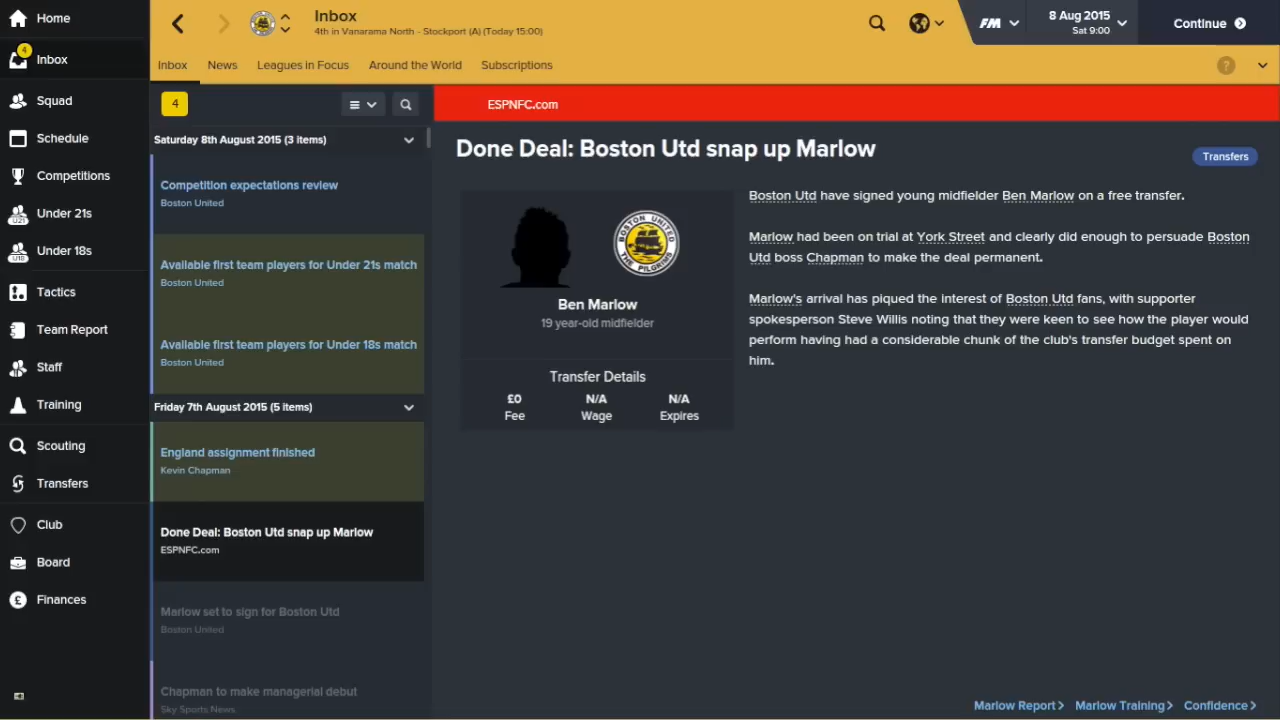 Home
4
Inbox
Squad
Schedule
Competitions
U21
Under 21s
U18
Under 18s
Tactics
Team Report
Staff
Training
Scouting
Transfers
Club
Board
£
Finances
Inbox
4th in Vanarama North - Stockport (A) (Today 15:00)
FM
8 Aug 2015
Sat 9:00
Continue
Inbox
News
Leagues in Focus
Around the World
Subscriptions
?
4
Saturday 8th August 2015 (3 items)
Competition expectations review
Boston United
Available first team players for Under 21s match
Boston United
Available first team players for Under 18s match
Boston United
Friday 7th August 2015 (5 items)
England assignment finished
Kevin Chapman
Done Deal: Boston Utd snap up Marlow
ESPNFC.com
Marlow set to sign for Boston Utd
Boston United
Chapman to make managerial debut
Sky Sports News
ESPNFC.com
Done Deal: Boston Utd snap up Marlow
Transfers
BOSTON UNITED
THE PILGRIMS
Ben Marlow
19 year-old midfielder
Transfer Details
£0
N/A
N/A
Fee
Wage
Expires
Boston Utd have signed young midfielder Ben Marlow on a free transfer.
Marlow had been on trial at York Street and clearly did enough to persuade Boston
Utd boss Chapman to make the deal permanent.
Marlow's arrival has piqued the interest of Boston Utd fans, with supporter
spokesperson Steve Willis noting that they were keen to see how the player would
perform having had a considerable chunk of the club's transfer budget spent on
him.
Marlow Report
Marlow Training
Confidence